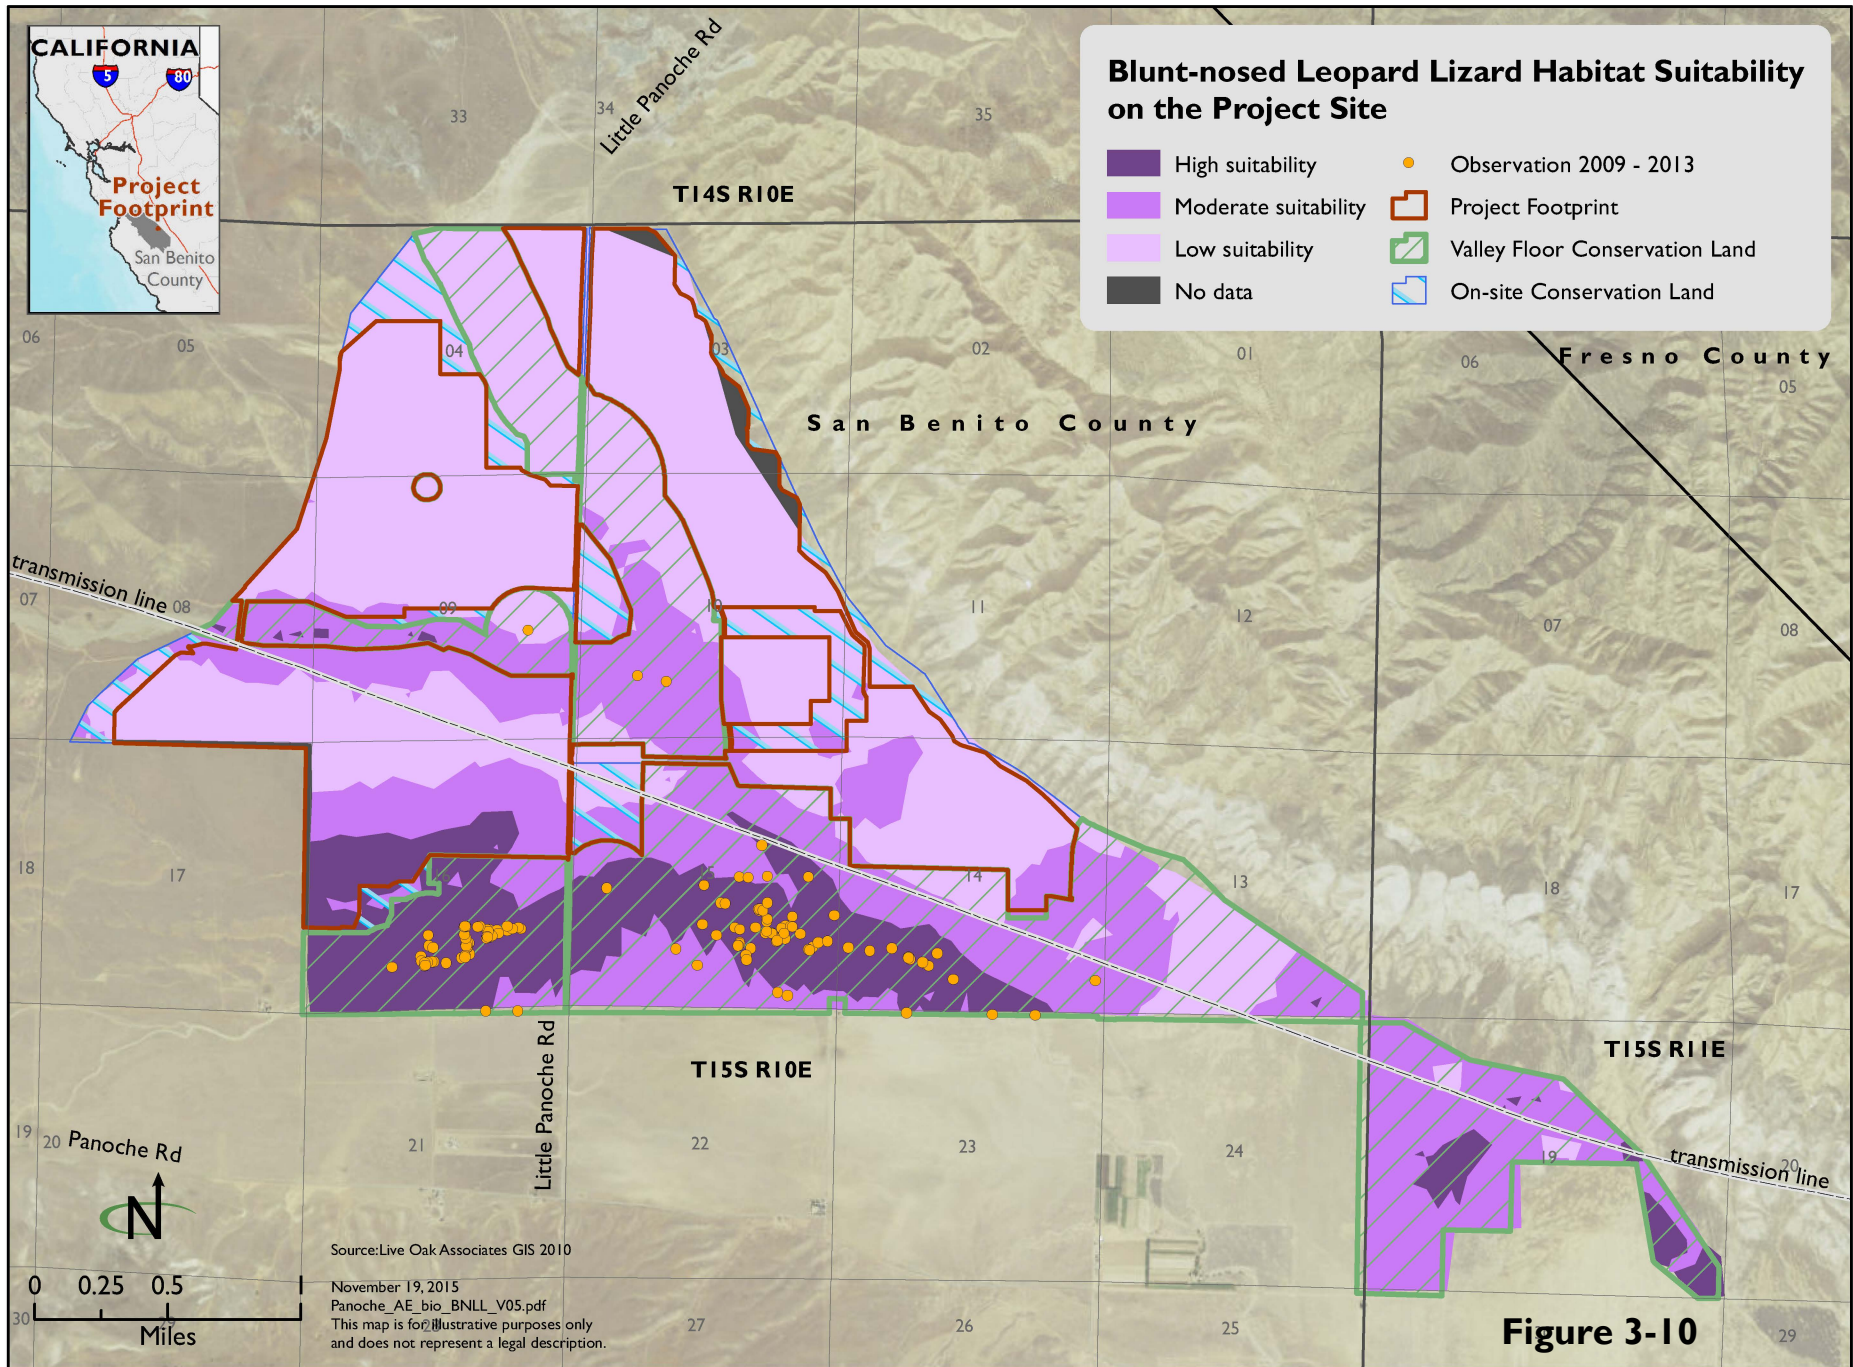 CALIFORNIA
5
80
Project
Footprint
San Benito
County
Little Panoche Rd
Blunt-nosed Leopard Lizard Habitat Suitability
on the Project Site
High suitability
Moderate suitability
Low suitability
No data
Observation 2009 - 2013
Project Footprint
Valley Floor Conservation Land
On-site Conservation Land
33
34
35
T14S R10E
06
05
04
03
02
01
06
Fresno County
05
San Benito County
transmission line
07
08
09
10
11
12
07
08
18
17
15
14
13
18
17
T15S R10E
T15S R11E
Little Panoche Rd
19
20
Panoche Rd
21
22
23
24
19
20
transmission line
N
Source:Live Oak Associates GIS 2010
November 19, 2015
Panoche_AE_bio_BNLL_V05.pdf
This map is for illustrative purposes only
and does not represent a legal description.
0 0.25 0.5 1
Miles
30
29
28
27
26
25
29
Figure 3-10